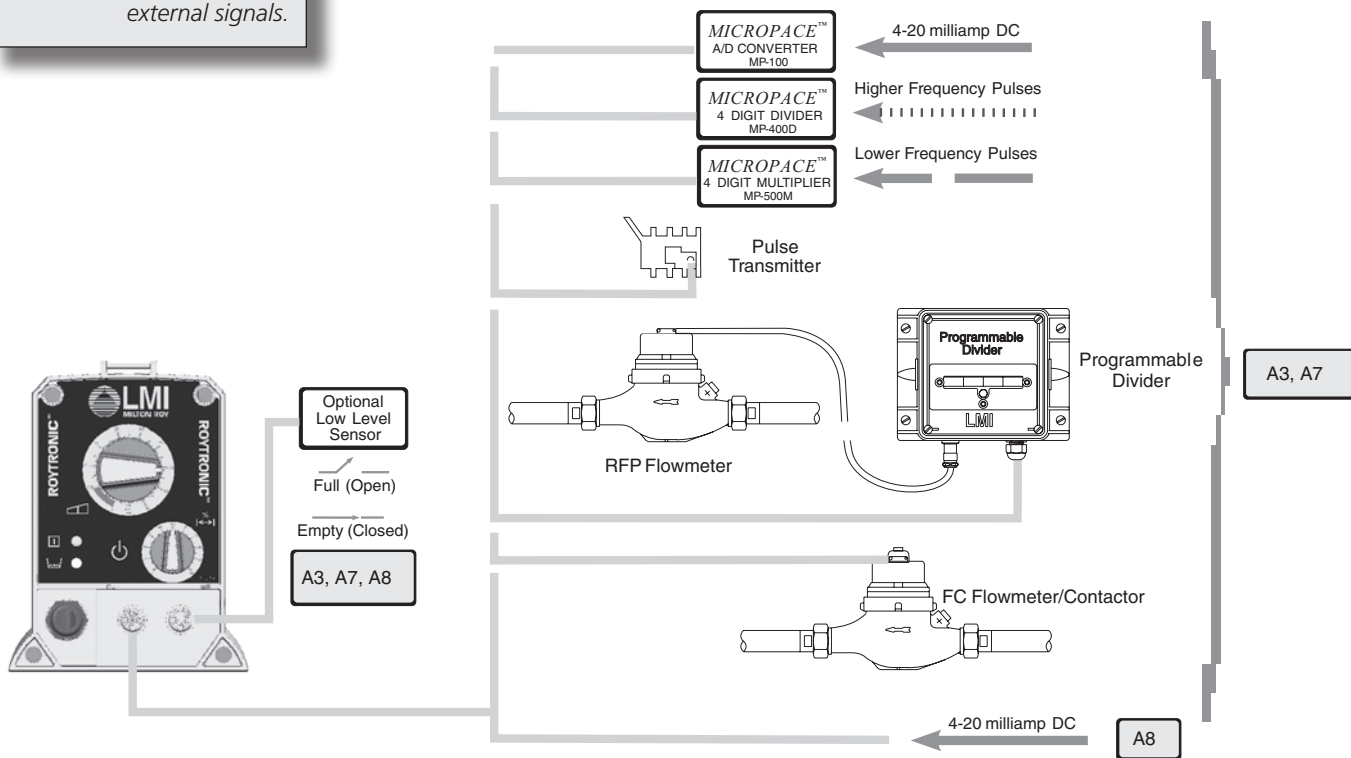 external signals.
MICROPACE™
A/D CONVERTER
MP-100
4-20 milliamp DC
MICROPACE™
4 DIGIT DIVIDER
MP-400D
Higher Frequency Pulses
MICROPACE™
4 DIGIT MULTIPLIER
MP-500M
Lower Frequency Pulses
Pulse
Transmitter
Programmable
Divider
LMI
Programmable
Divider
A3, A7
RFP Flowmeter
LMI
MILTON ROY
ROYTRONIC™
ROYTRONIC™
%
Optional
Low Level
Sensor
Full (Open)
Empty (Closed)
A3, A7, A8
FC Flowmeter/Contactor
4-20 milliamp DC
A8